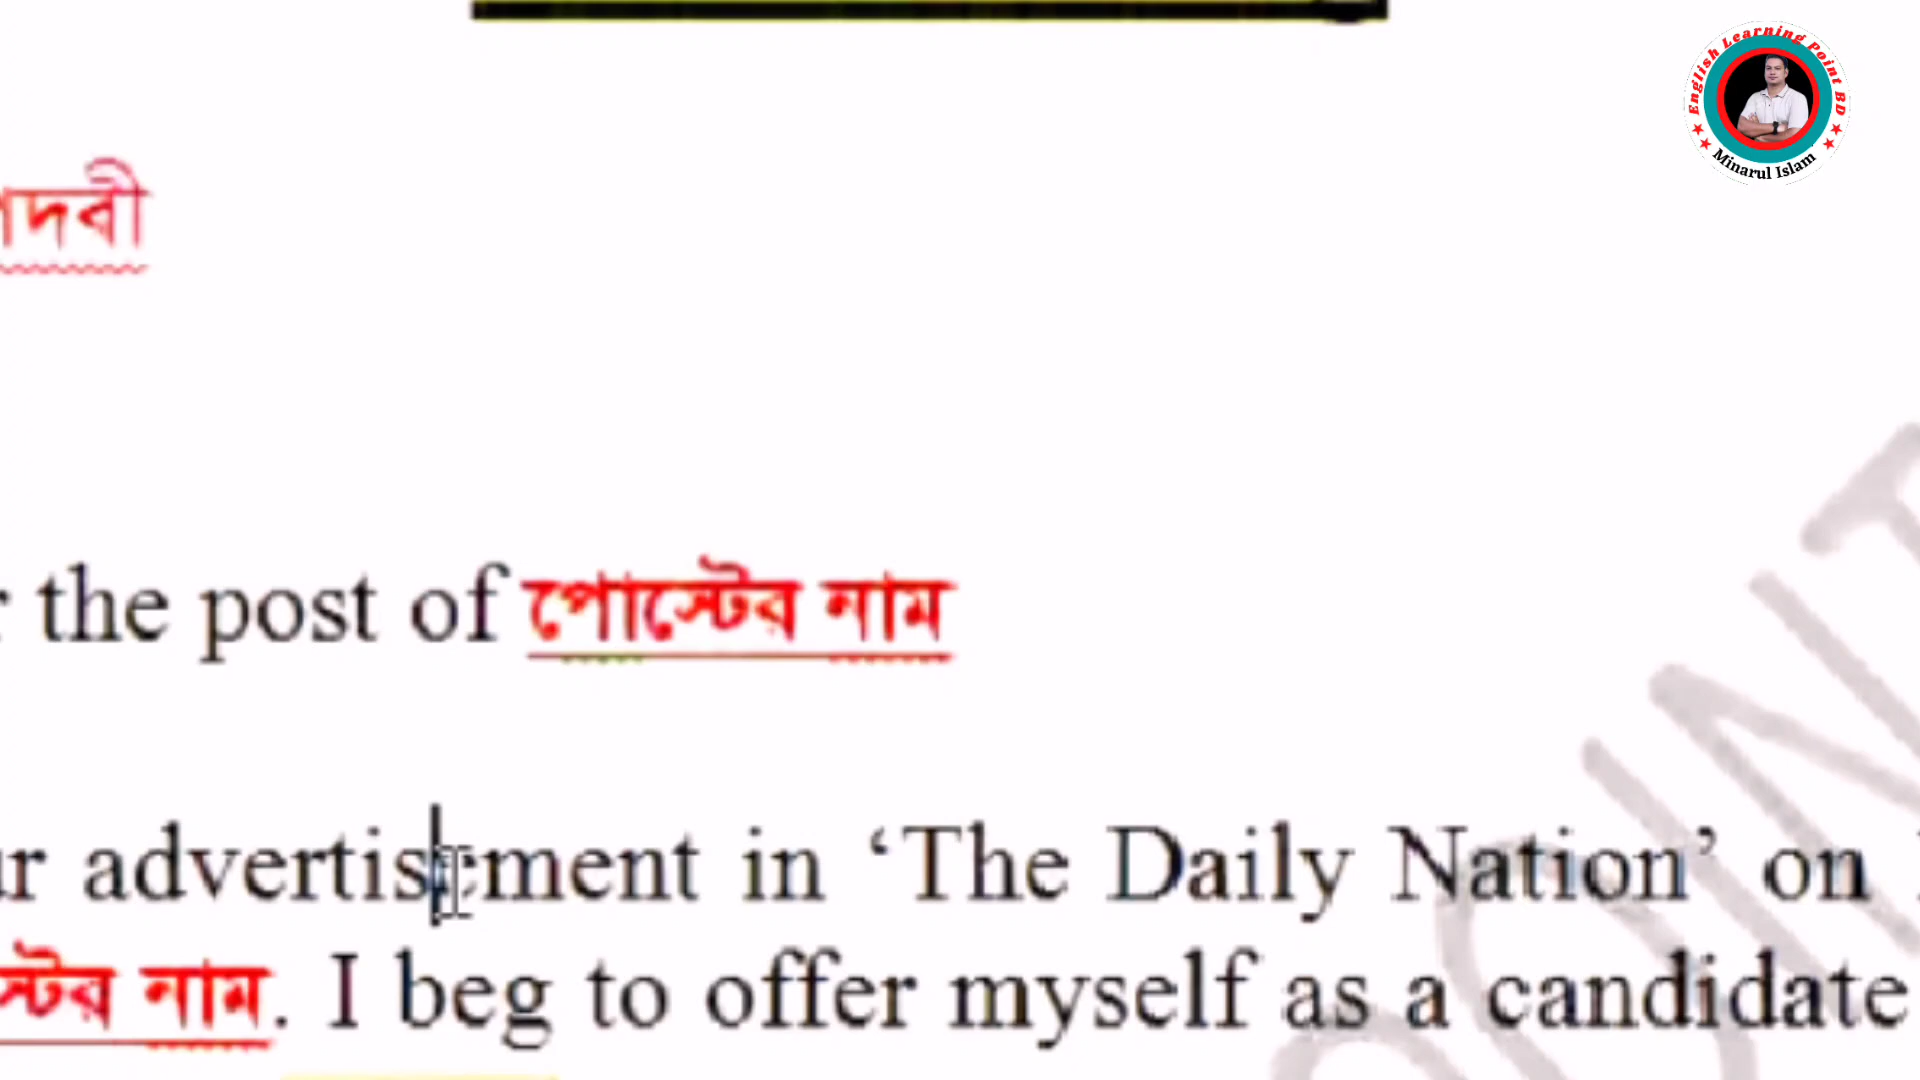 English Learning Point BD
Minarul Islam
পদবী
the post of পোস্টের নাম
advertisement in ‘The Daily Nation’ on
নাম. I beg to offer myself as a candidate